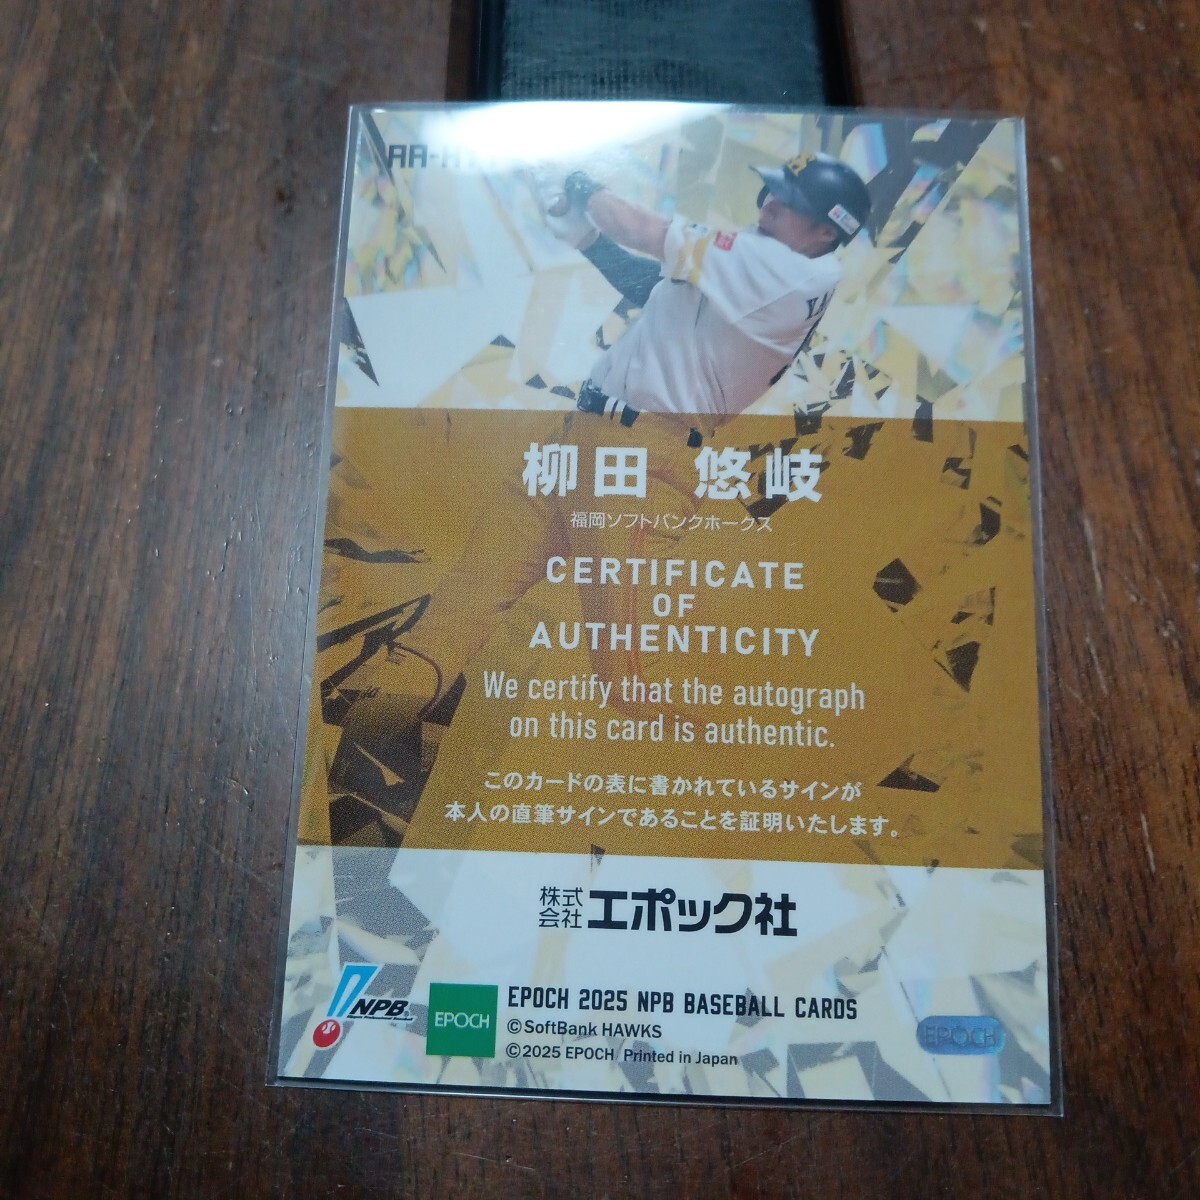 柳田 悠岐
福岡ソフトバンクホークス
CERTIFICATE
OF
AUTHENTICITY
We certify that the autograph
on this card is authentic.
このカードの表に書かれているサインが
本人の直筆サインであることを証明いたします。
株式
会社 エポック社
NPB
EPOCH
EPOCH 2025 NPB BASEBALL CARDS
©SoftBank HAWKS
©2025 EPOCH Printed in Japan
EPOCH